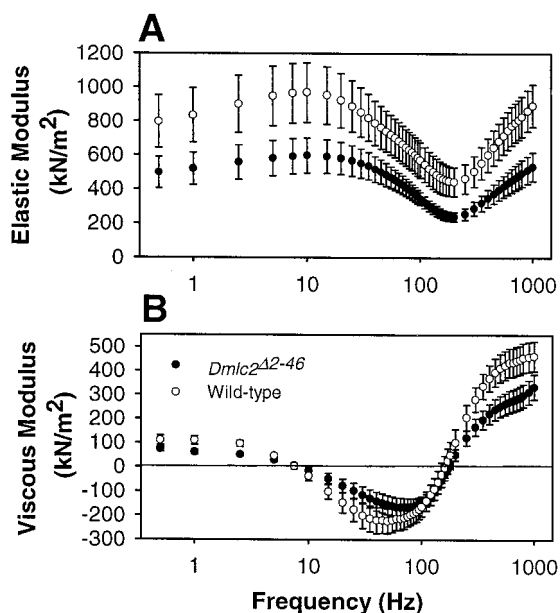 A
1200
1000
800
600
400
200
0
Elastic Modulus
(kN/m²)
1
10
100
1000
B
500
400
300
200
100
0
-100
-200
-300
Viscous Modulus
(kN/m²)
Dmlc2Δ2-46
Wild-type
1
10
100
1000
Frequency (Hz)